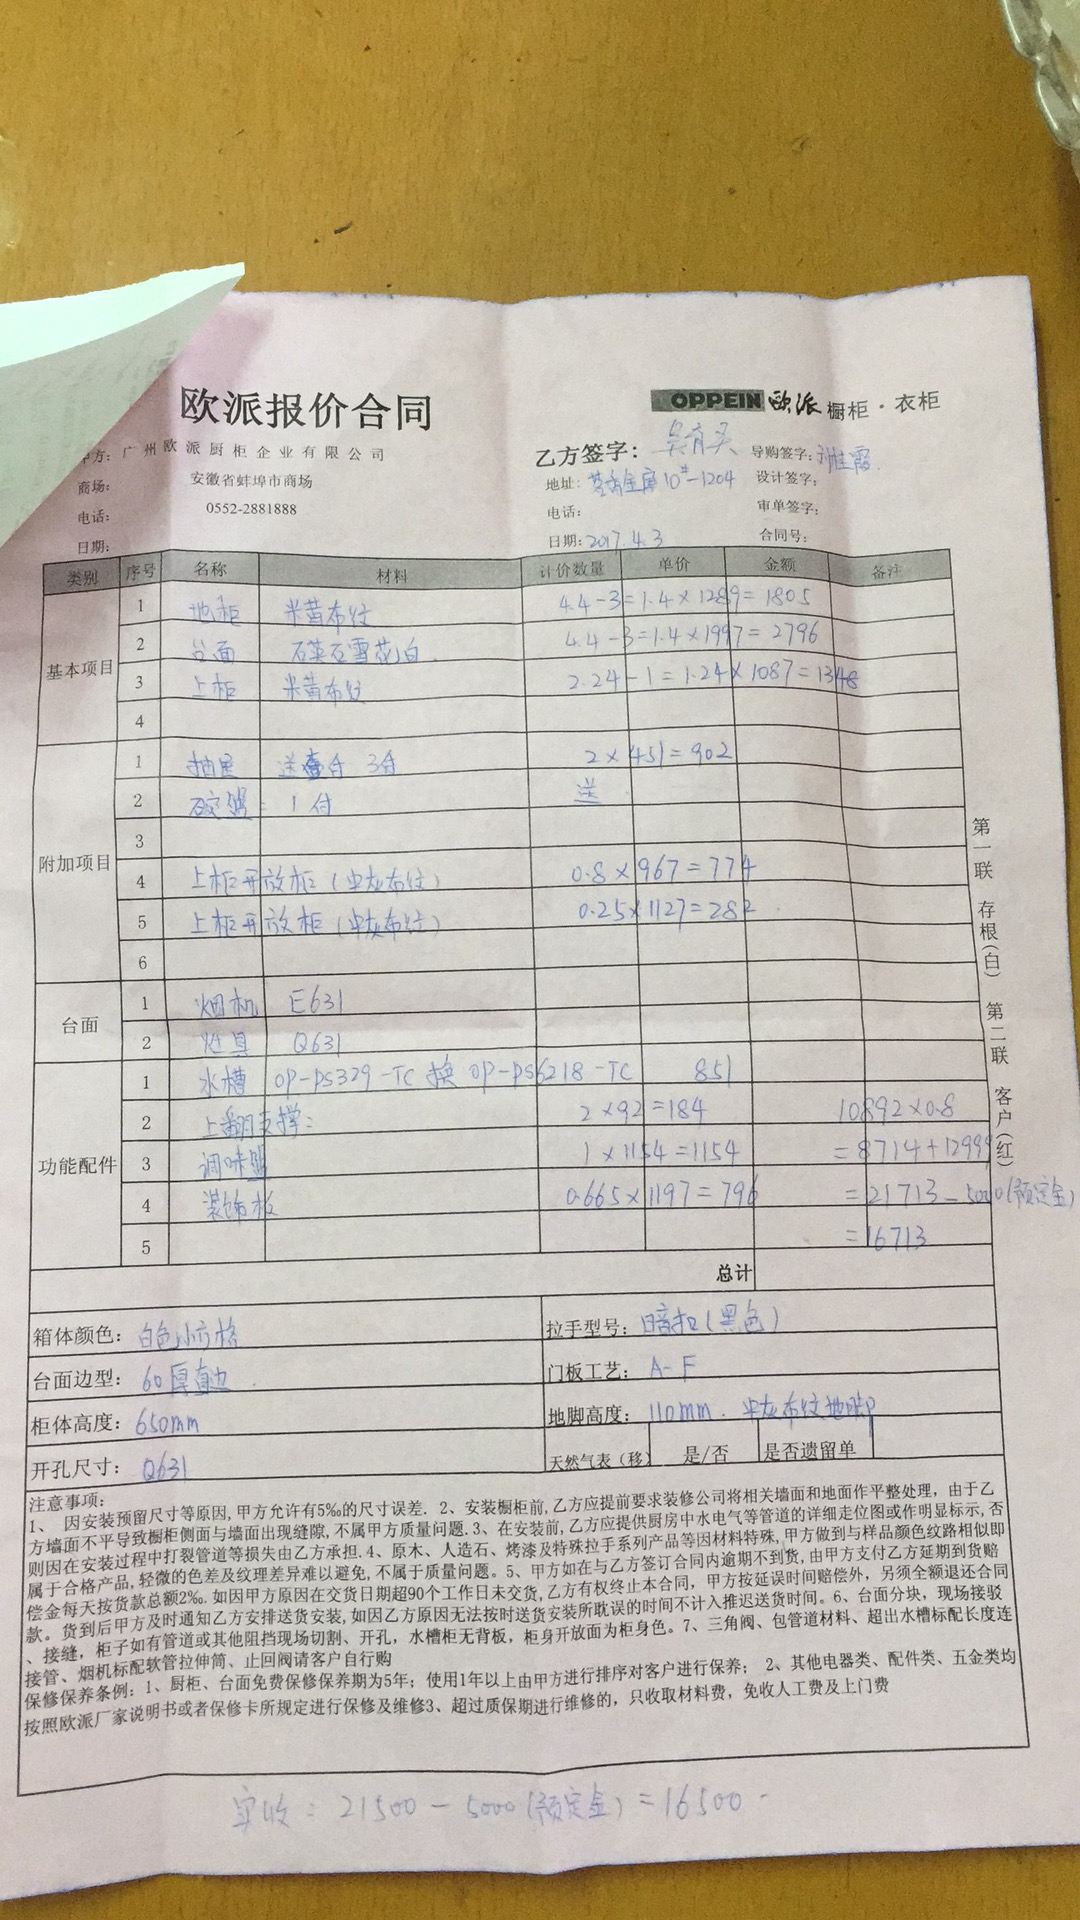 欧派报价合同
OPPEIN 欧派 橱柜·衣柜
甲方: 广州欧派厨柜企业有限公司
乙方签字:
导购签字:
商场: 安徽省蚌埠市商场
地址: 10#-1204
设计签字:
电话: 0552-2881888
电话:
审单签字:
日期:
日期: 2017.4.3
合同号:
类别 序号 名称 材料 计价数量 单价 金额 备注
基本项目
1 地柜 米黄布纹 4.4-3=1.4×1289=1805
2 台面 石英石雪花白 4.4-3=1.4×1997=2796
3 上柜 米黄布纹 2.24-1=1.24×1087=1348
4
附加项目
1 抽屉 送 3付 2×451=902
2 碗篮: 1付 送
3
4 上柜开放柜(布纹) 0.8×967=774
5 上柜开放柜(布纹) 0.25×1127=282
6
台面
1 烟机 E631
2 灶具 Q631
功能配件
1 水槽 OP-PS329-TC 换 OP-PS6218-TC 851
2 上翻支撑: 2×92=184 10892×0.8
3 调味篮 1×1154=1154 =8714+12999
4 装饰板 0.665×1197=796 =21713-5000(预定金)
5 =16713
总计
箱体颜色: 白色小方格 拉手型号: 暗扣(黑色)
台面边型: 60厚直边 门板工艺: A-F
柜体高度: 650mm 地脚高度: 110mm. 布纹地脚
开孔尺寸: Q631 天然气表(移) 是/否 是否遗留单
注意事项:
1、 因安装预留尺寸等原因,甲方允许有5‰的尺寸误差. 2、安装橱柜前,乙方应提前要求装修公司将相关墙面和地面作平整处理, 由于乙
方墙面不平导致橱柜侧面与墙面出现缝隙,不属甲方质量问题.3、在安装前,乙方应提供厨房中水电气等管道的详细走位图或作明显标示,否
则因在安装过程中打裂管道等损失由乙方承担.4、原木、人造石、烤漆及特殊拉手系列产品等因材料特殊,甲方做到与样品颜色纹路相似即
属于合格产品,轻微的色差及纹理差异难以避免,不属于质量问题。5、甲方如在与乙方签订合同内逾期不到货,由甲方支付乙方延期到货赔
偿金每天按货款总额2‰.如因甲方原因在交货日期超90个工作日未交货,乙方有权终止本合同, 甲方按延误时间赔偿外, 另须全额退还合同
款。货到后甲方及时通知乙方安排送货安装,如因乙方原因无法按时送货安装所耽误的时间不计入推迟送货时间。6、台面分块,现场接驳
、接缝, 柜子如有管道或其他阻挡现场切割、开孔, 水槽柜无背板, 柜身开放面为柜身色。7、三角阀、包管道材料、超出水槽标配长度连
接管、烟机标配软管拉伸筒、止回阀请客户自行购
保修保养条例: 1、厨柜、台面免费保修保养期为5年; 使用1年以上由甲方进行排序对客户进行保养; 2、其他电器类、配件类、五金类均
按照欧派厂家说明书或者保修卡所规定进行保修及维修3、超过质保期进行维修的, 只收取材料费, 免收人工费及上门费
第一联 存根(白) 第二联 客户(红)
实收: 21500-5000(预定金)=16500